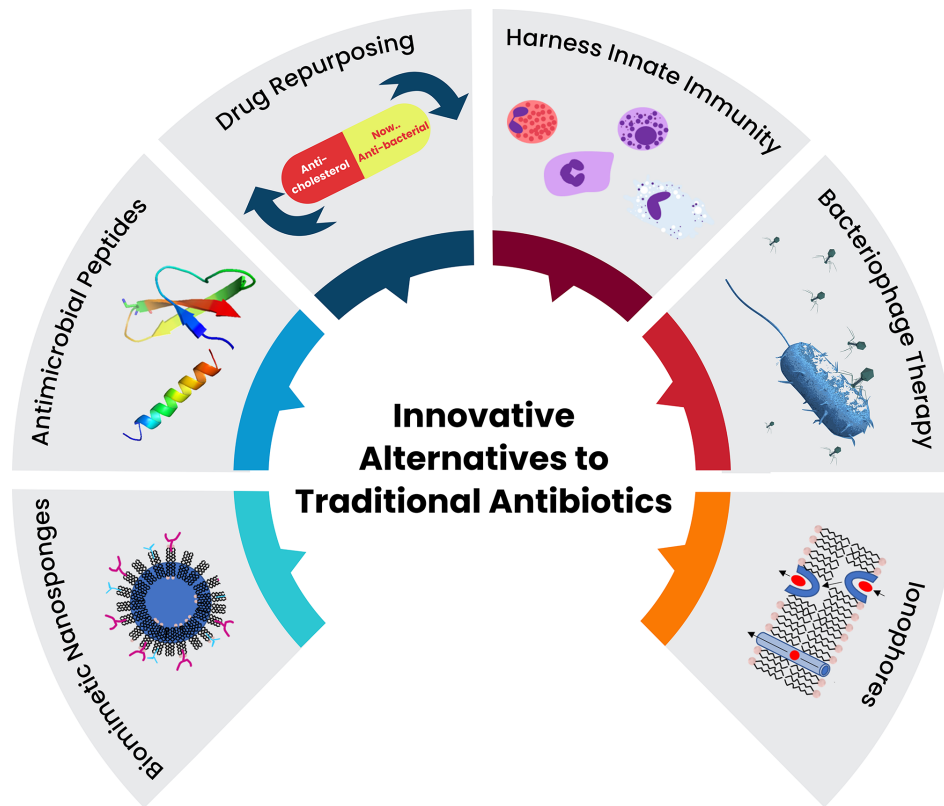 Biomimetic Nanosponges
Antimicrobial Peptides
Drug Repurposing
Anti-
cholesterol
Now..
Anti-bacterial
Harness Innate Immunity
Bacteriophage Therapy
Ionophores
Innovative
Alternatives to
Traditional Antibiotics